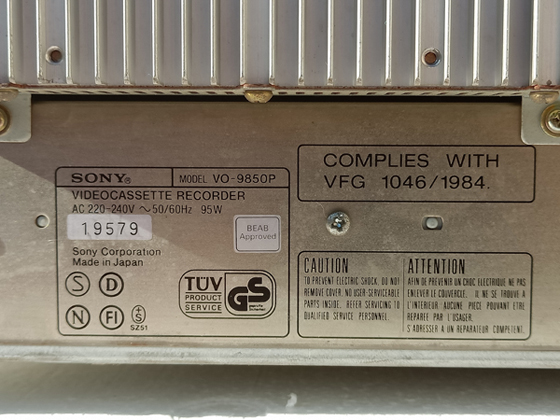 SONY® MODEL VO-9850P
VIDEOCASSETTE RECORDER
AC 220-240V ～50/60Hz 95W
19579
BEAB
Approved
Sony Corporation
Made in Japan
S D
N FI ±
S
SZ51
TÜV
PRODUCT
SERVICE
GS
COMPLIES WITH
VFG 1046/1984.
CAUTION
TO PREVENT ELECTRIC SHOCK, DO NOT
REMOVE COVER. NO USER-SERVICEABLE
PARTS INSIDE. REFER SERVICING TO
QUALIFIED SERVICE PERSONNEL.
ATTENTION
AFIN DE PREVENIR UN CHOC ELECTRIQUE NE PAS
ENLEVER LE COUVERCLE. IL NE SE TROUVE A
L'INTERIEUR AUCUNE PIECE POUVANT ETRE
REPAREE PAR L'USAGER.
S'ADRESSER A UN REPARATEUR COMPETENT.